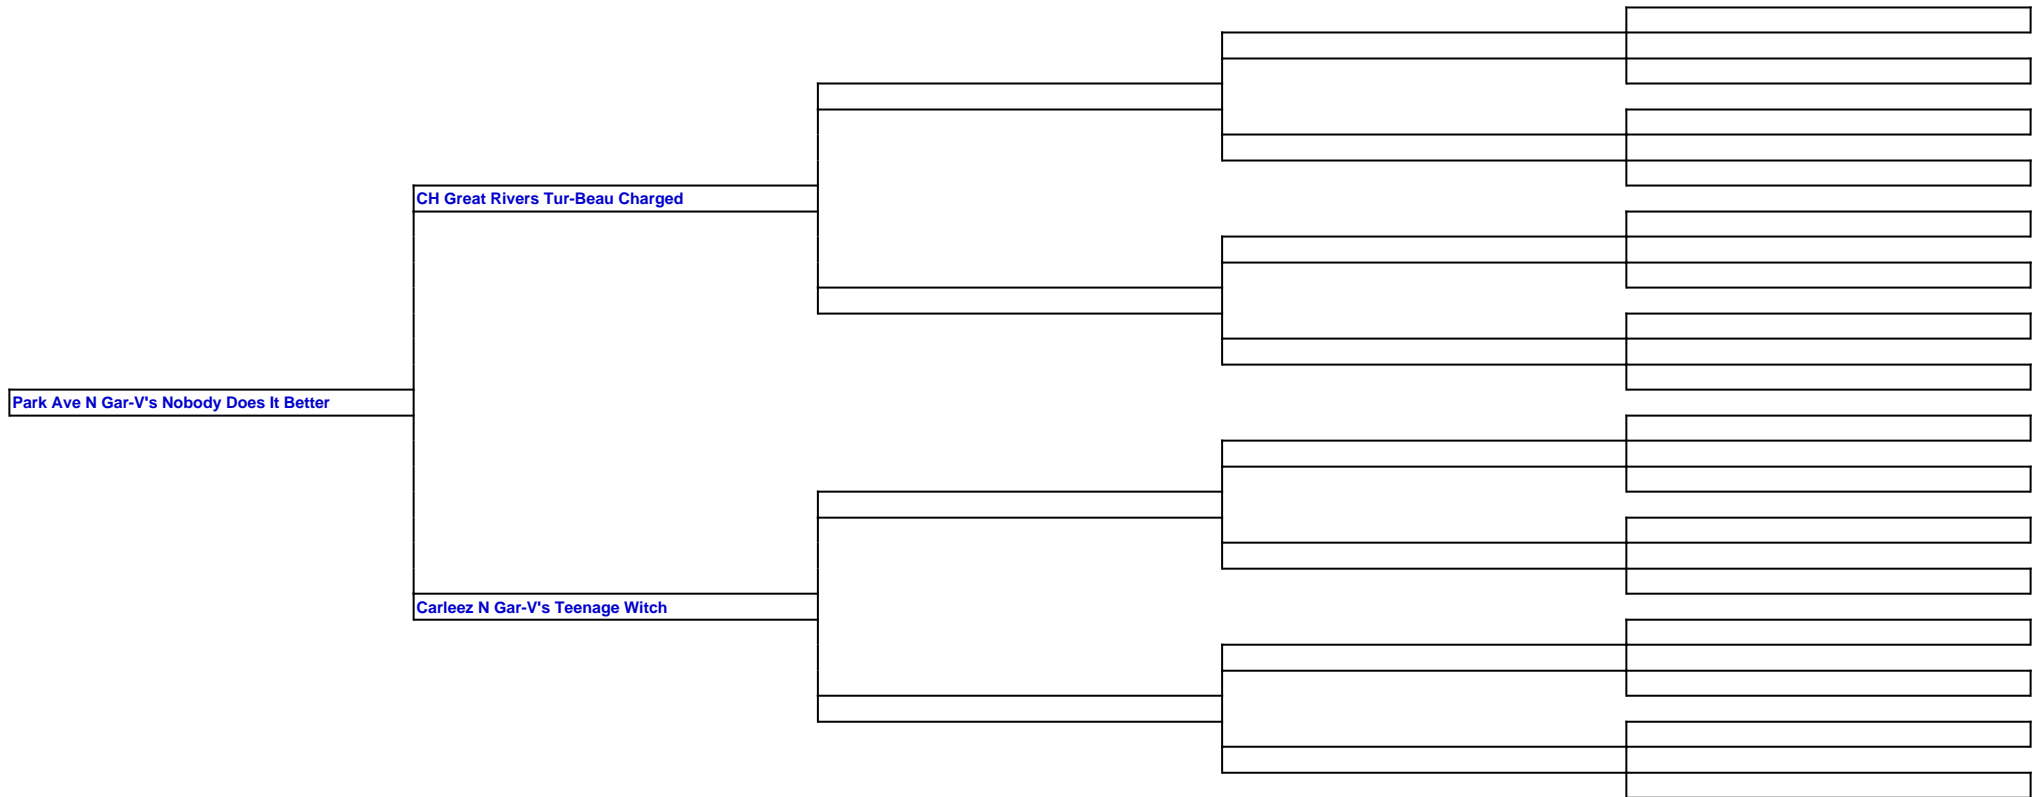 CH Great Rivers Tur-Beau Charged
Park Ave N Gar-V's Nobody Does It Better
Carleez N Gar-V's Teenage Witch